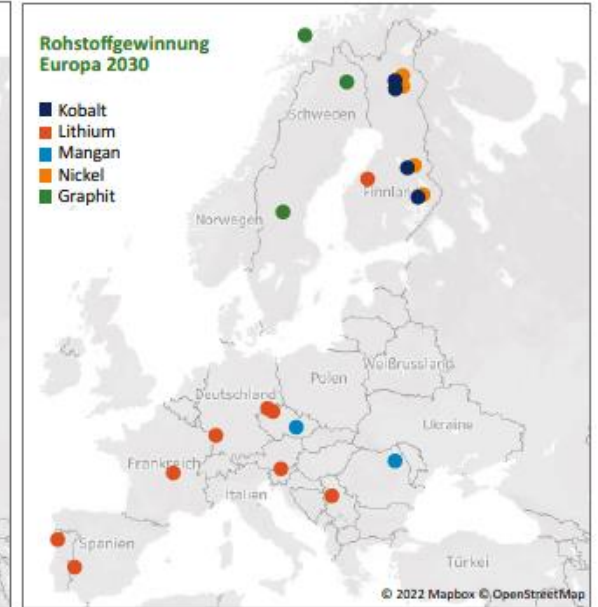 Rohstoffgewinnung
Europa 2030
Kobalt
Lithium
Mangan
Nickel
Graphit
Schweden
Finnlan
Norwegen
Weißrussland
Polen
Deutschland
Ukraine
Frankreich
Italien
Spanien
Türkei
© 2022 Mapbox © OpenStreetMap